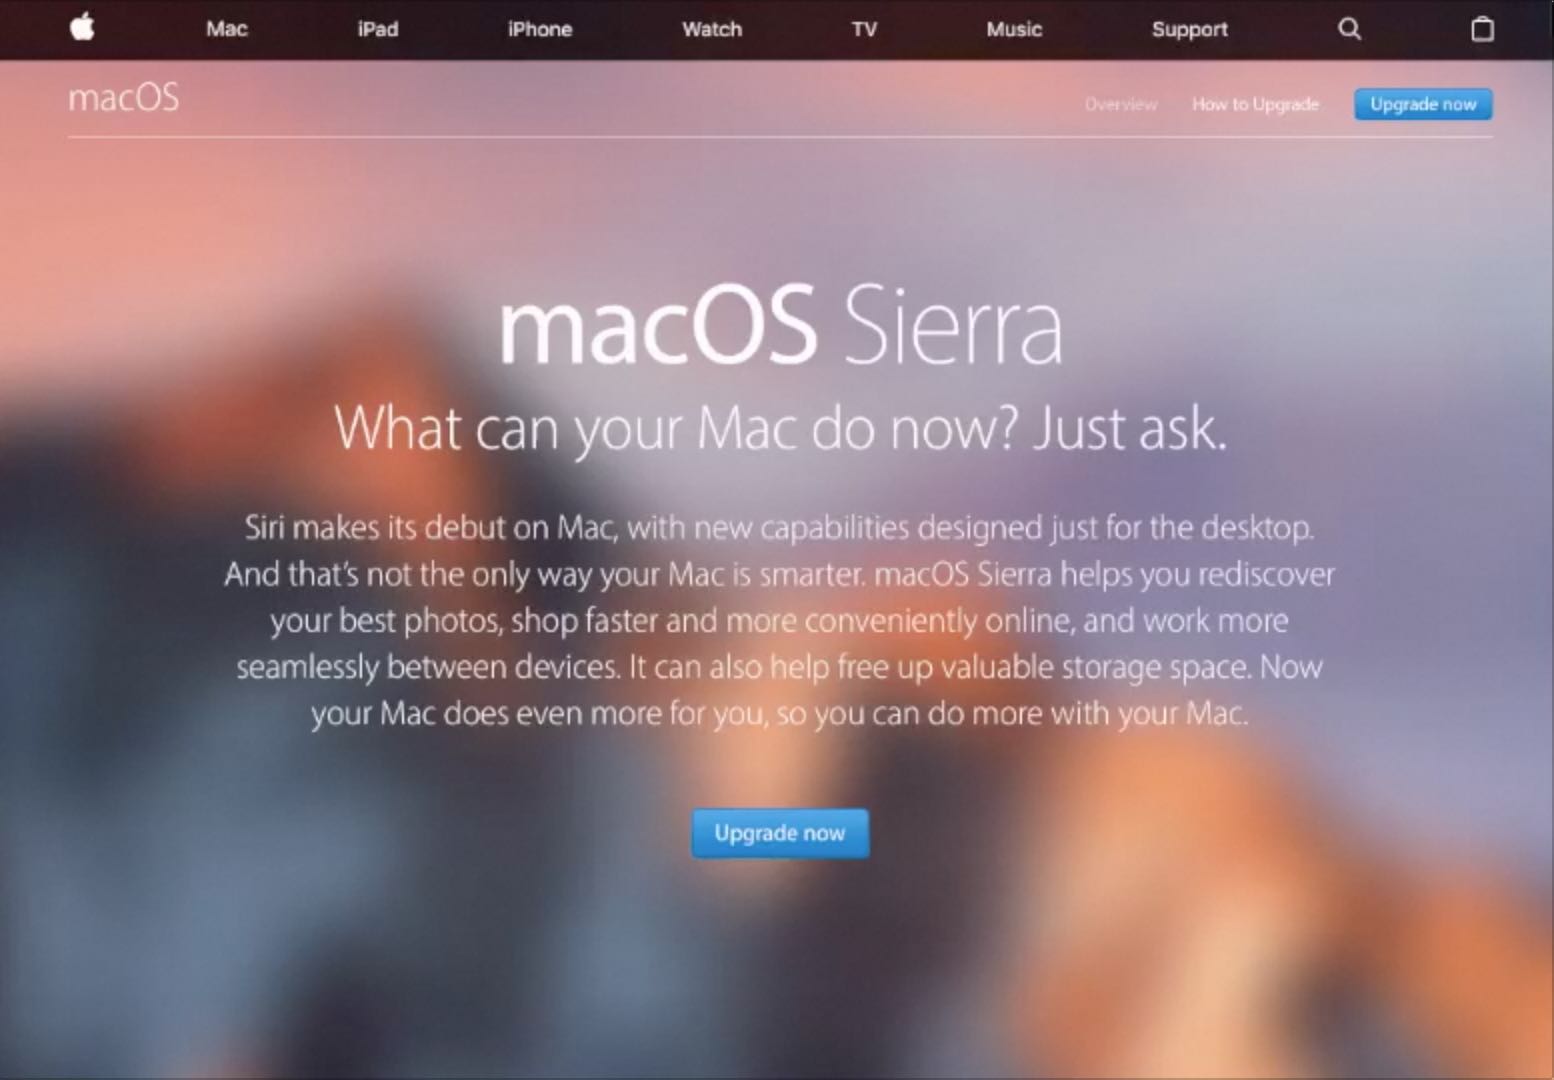 Mac iPad iPhone Watch TV Music Support
macOS
Overview How to Upgrade Upgrade now
macOS Sierra
What can your Mac do now? Just ask.
Siri makes its debut on Mac, with new capabilities designed just for the desktop.
And that's not the only way your Mac is smarter. macOS Sierra helps you rediscover
your best photos, shop faster and more conveniently online, and work more
seamlessly between devices. It can also help free up valuable storage space. Now
your Mac does even more for you, so you can do more with your Mac.
Upgrade now